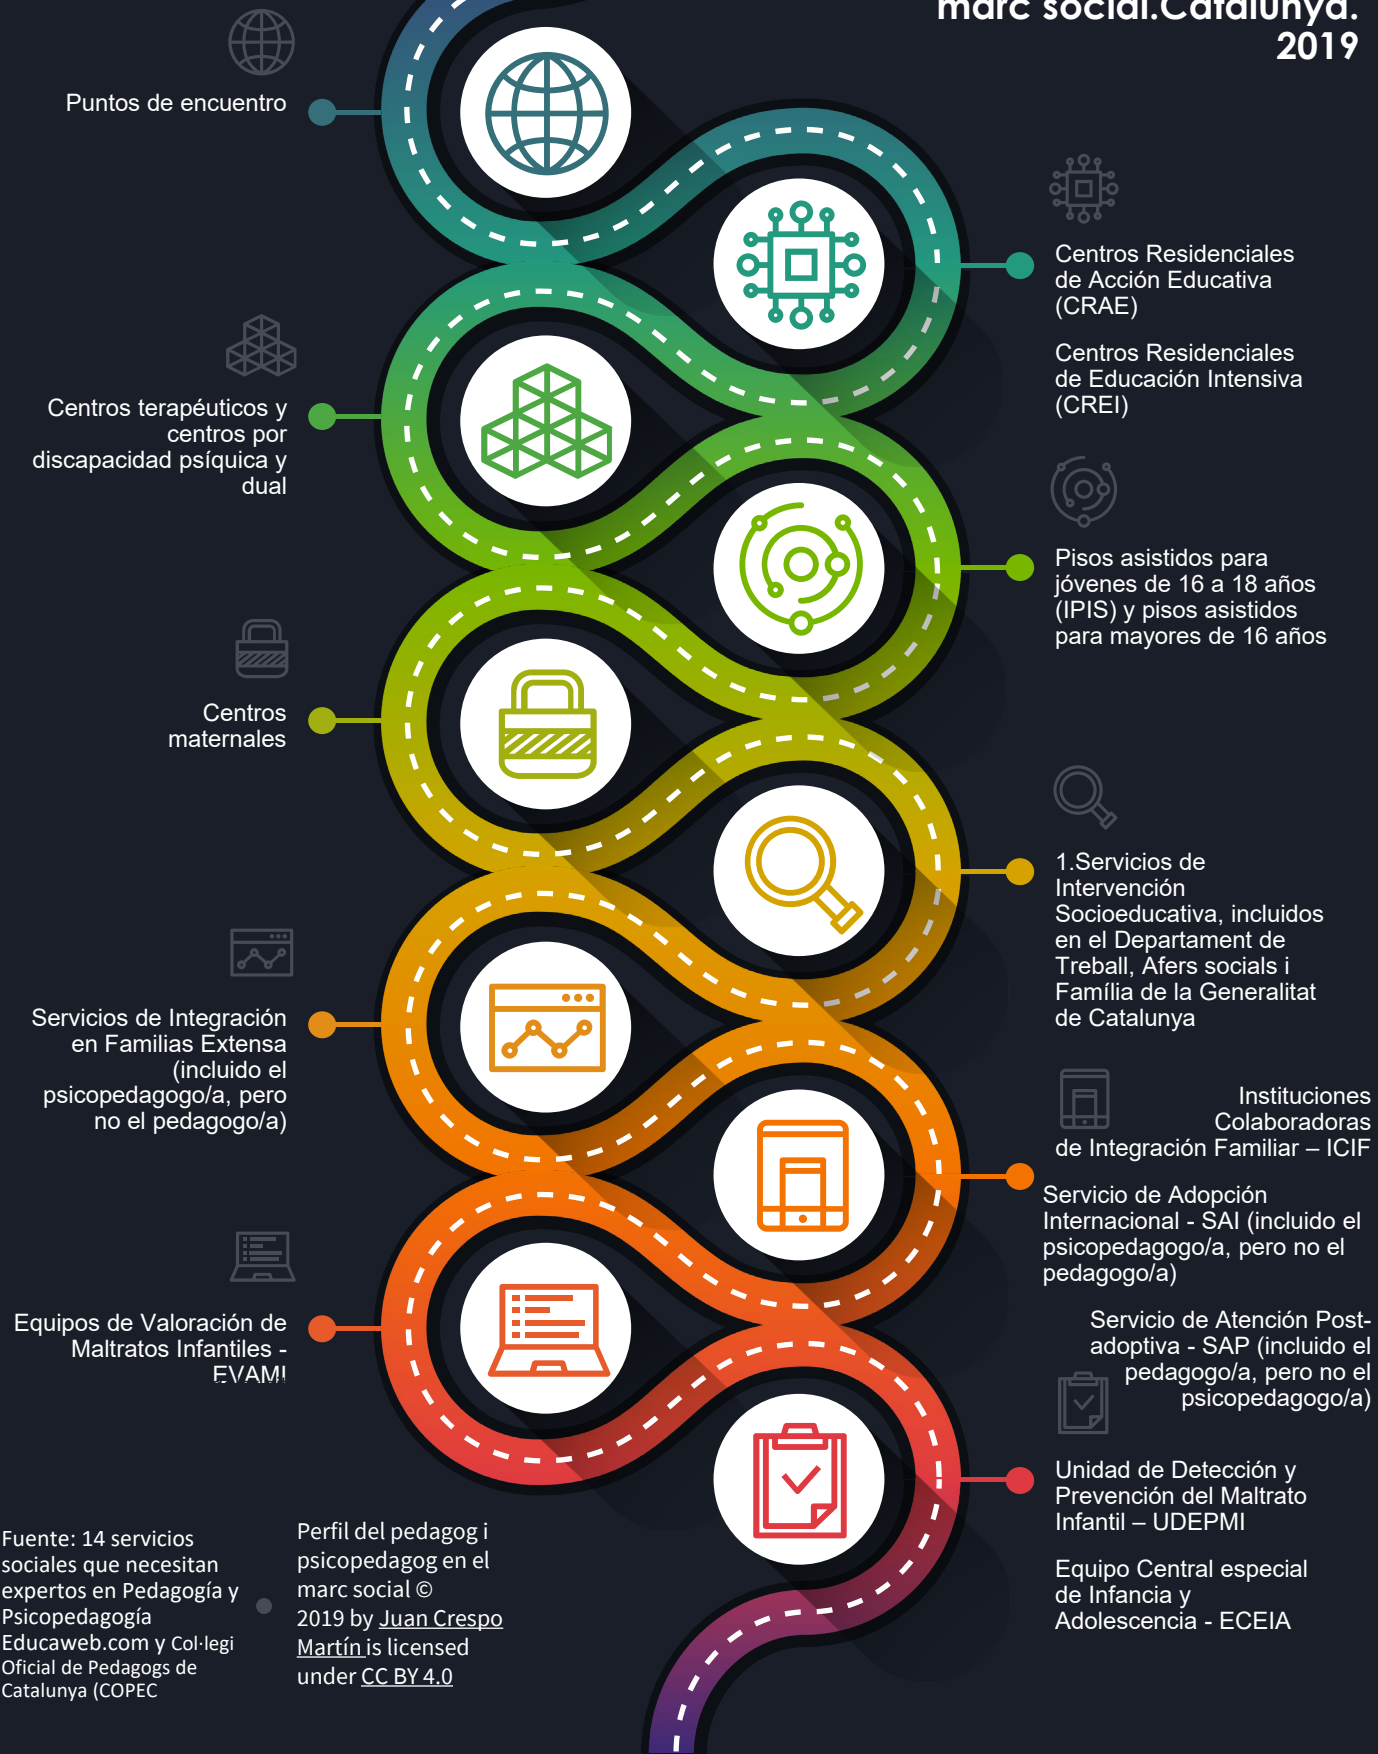 marc social.Catalunya.
2019
Puntos de encuentro
Centros Residenciales
de Acción Educativa
(CRAE)
Centros Residenciales
de Educación Intensiva
(CREI)
Centros terapéuticos y
centros por
discapacidad psíquica y
dual
Pisos asistidos para
jóvenes de 16 a 18 años
(IPIS) y pisos asistidos
para mayores de 16 años
Centros
maternales
1.Servicios de
Intervención
Socioeducativa, incluidos
en el Departament de
Treball, Afers socials i
Família de la Generalitat
de Catalunya
Servicios de Integración
en Familias Extensa
(incluido el
psicopedagogo/a, pero
no el pedagogo/a)
Instituciones
Colaboradoras
de Integración Familiar – ICIF
Servicio de Adopción
Internacional - SAI (incluido el
psicopedagogo/a, pero no el
pedagogo/a)
Servicio de Atención Post-
adoptiva - SAP (incluido el
pedagogo/a, pero no el
psicopedagogo/a)
Equipos de Valoración de
Maltratos Infantiles -
EVAMI
Unidad de Detección y
Prevención del Maltrato
Infantil – UDEPMI
Equipo Central especial
de Infancia y
Adolescencia - ECEIA
Fuente: 14 servicios
sociales que necesitan
expertos en Pedagogía y
Psicopedagogía
Educaweb.com y Col·legi
Oficial de Pedagogs de
Catalunya (COPEC
Perfil del pedagog i
psicopedagog en el
marc social ©
2019 by Juan Crespo
Martín is licensed
under CC BY 4.0